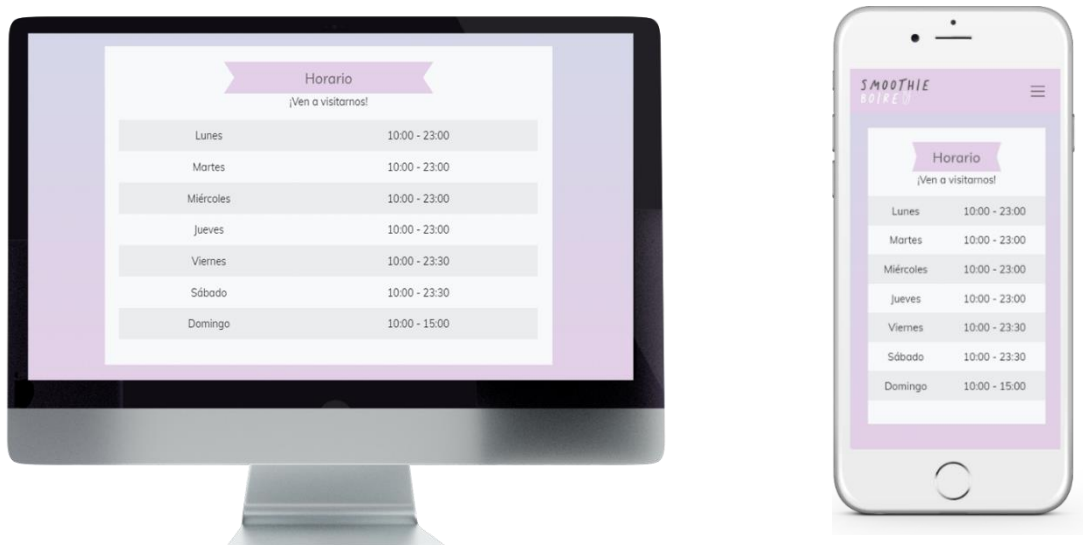 Horario
¡Ven a visitarnos!
Lunes 10:00 - 23:00
Martes 10:00 - 23:00
Miércoles 10:00 - 23:00
Jueves 10:00 - 23:00
Viernes 10:00 - 23:30
Sábado 10:00 - 23:30
Domingo 10:00 - 15:00
SMOOTHIE
BOIRE
Horario
¡Ven a visitarnos!
Lunes 10:00 - 23:00
Martes 10:00 - 23:00
Miércoles 10:00 - 23:00
Jueves 10:00 - 23:00
Viernes 10:00 - 23:30
Sábado 10:00 - 23:30
Domingo 10:00 - 15:00